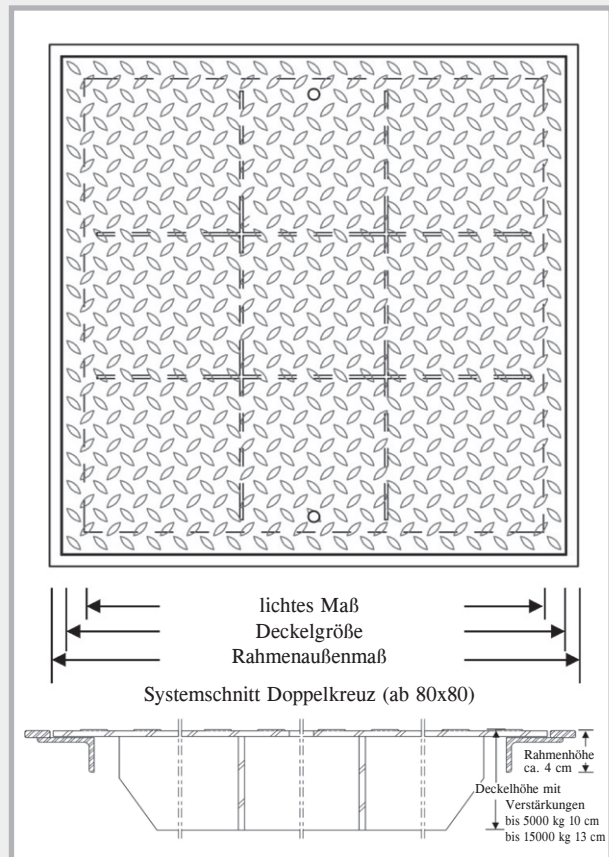 lichtes Maß
Deckelgröße
Rahmenaußenmaß
Systemschnitt Doppelkreuz (ab 80x80)
Rahmenhöhe
ca. 4 cm
Deckelhöhe mit
Verstärkungen
bis 5000 kg 10 cm
bis 15000 kg 13 cm